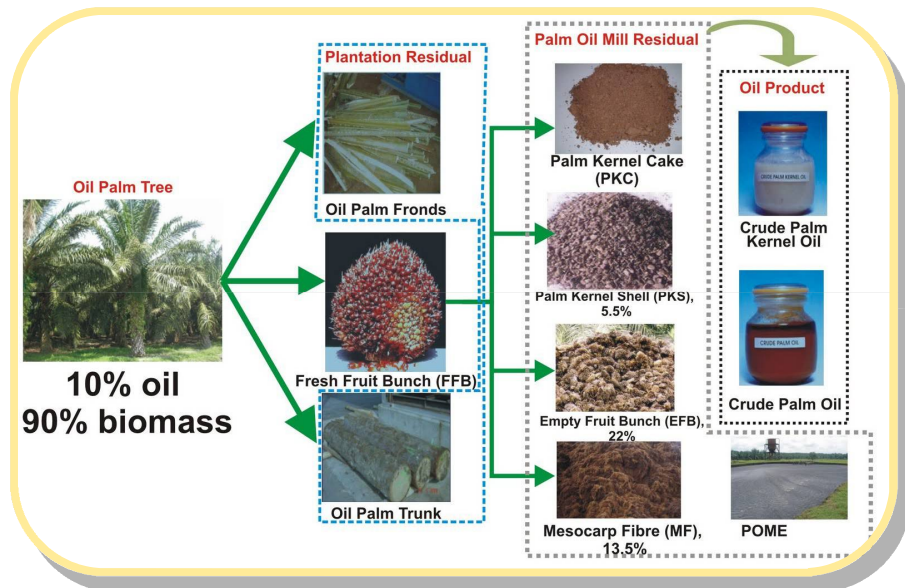 Oil Palm Tree
10% oil
90% biomass
Plantation Residual
Oil Palm Fronds
Fresh Fruit Bunch (FFB)
Oil Palm Trunk
Palm Oil Mill Residual
Palm Kernel Cake
(PKC)
Palm Kernel Shell (PKS),
5.5%
Empty Fruit Bunch (EFB),
22%
Mesocarp Fibre (MF),
13.5%
POME
Oil Product
CRUDE PALM KERNEL OIL
Crude Palm
Kernel Oil
CRUDE PALM OIL
Crude Palm Oil